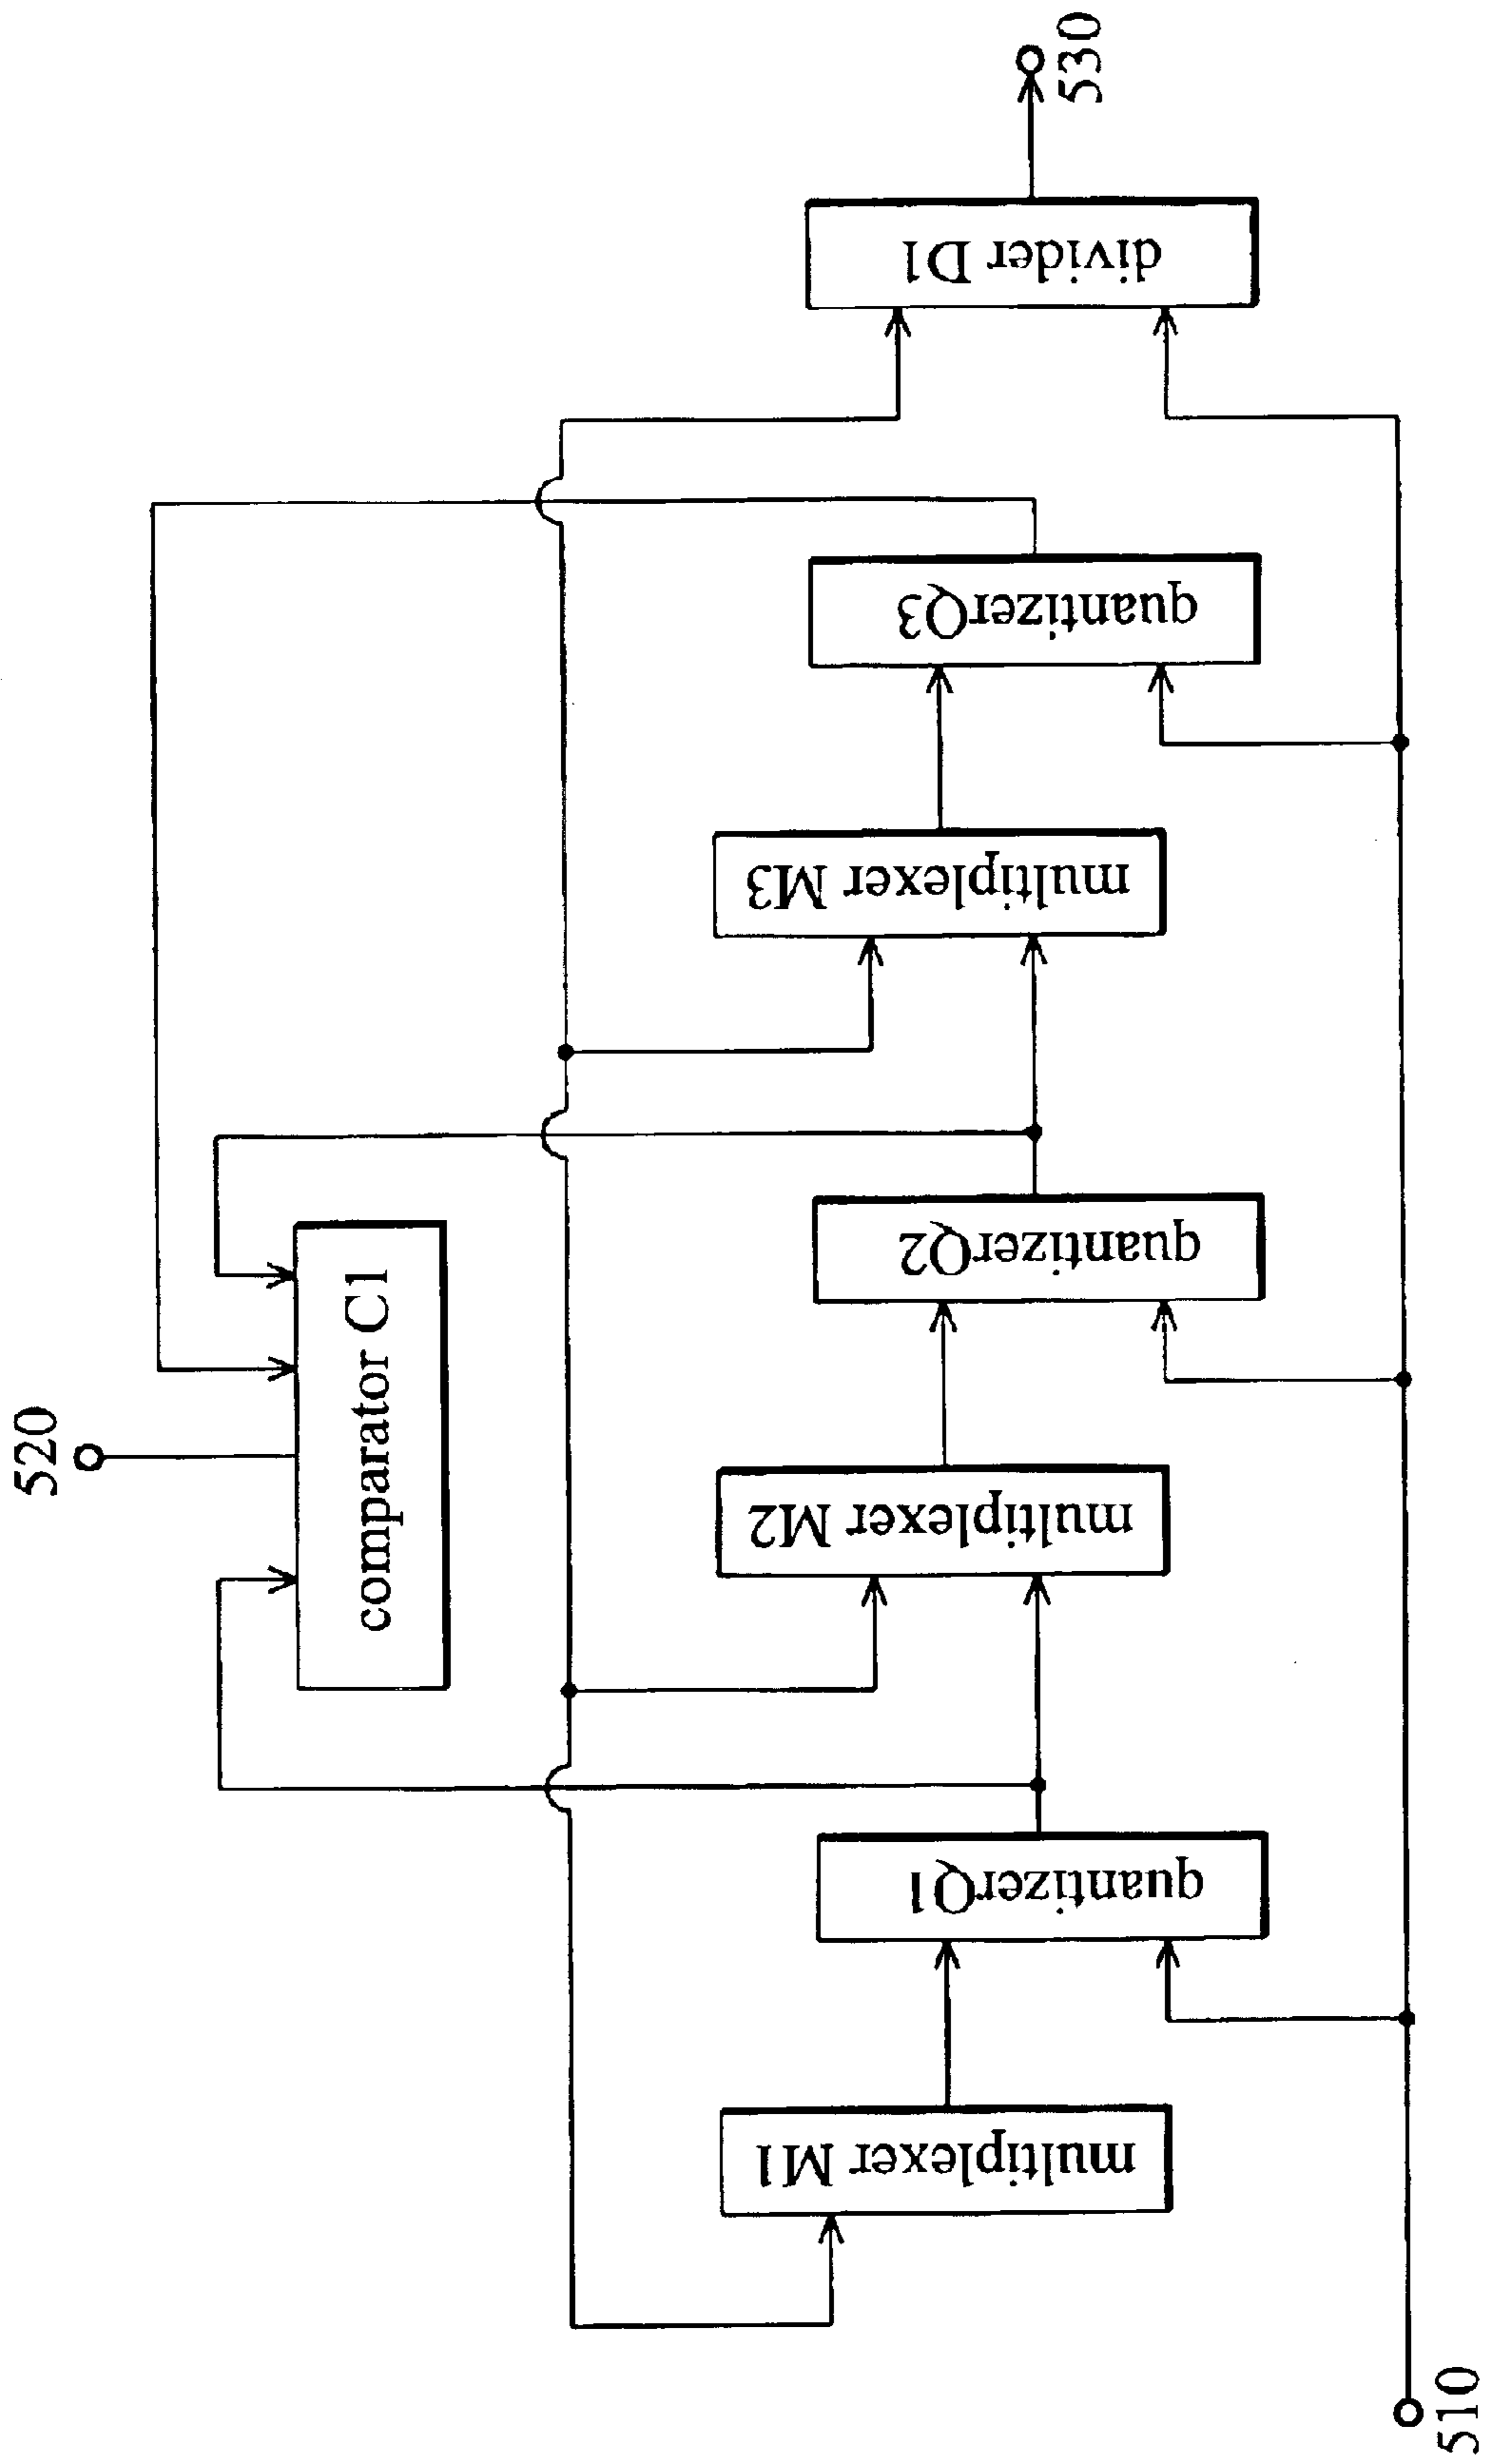 530
divider D1
quantizerQ3
multiplexer M3
quantizerQ2
comparator C1
520
multiplexer M2
quantizerQ1
multiplexer M1
510